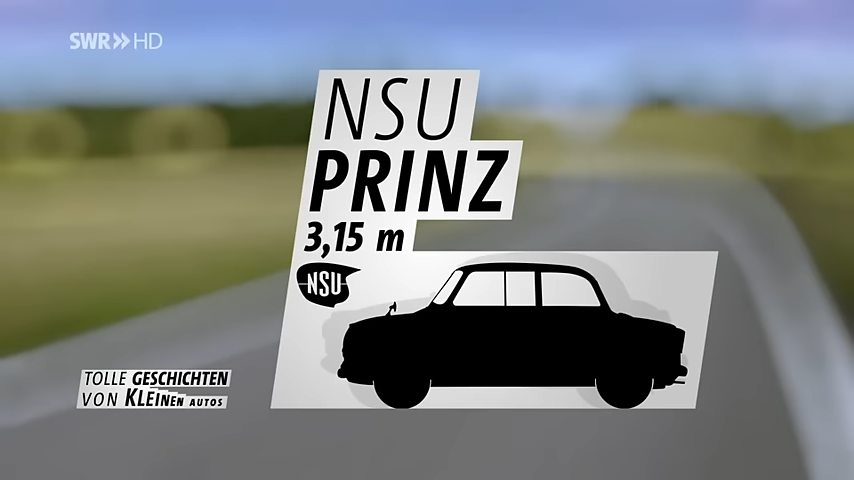 SWR>> HD
NSU
PRINZ
3,15 m
NSU
TOLLE GESCHICHTEN
VON KLEINEN AUTOS